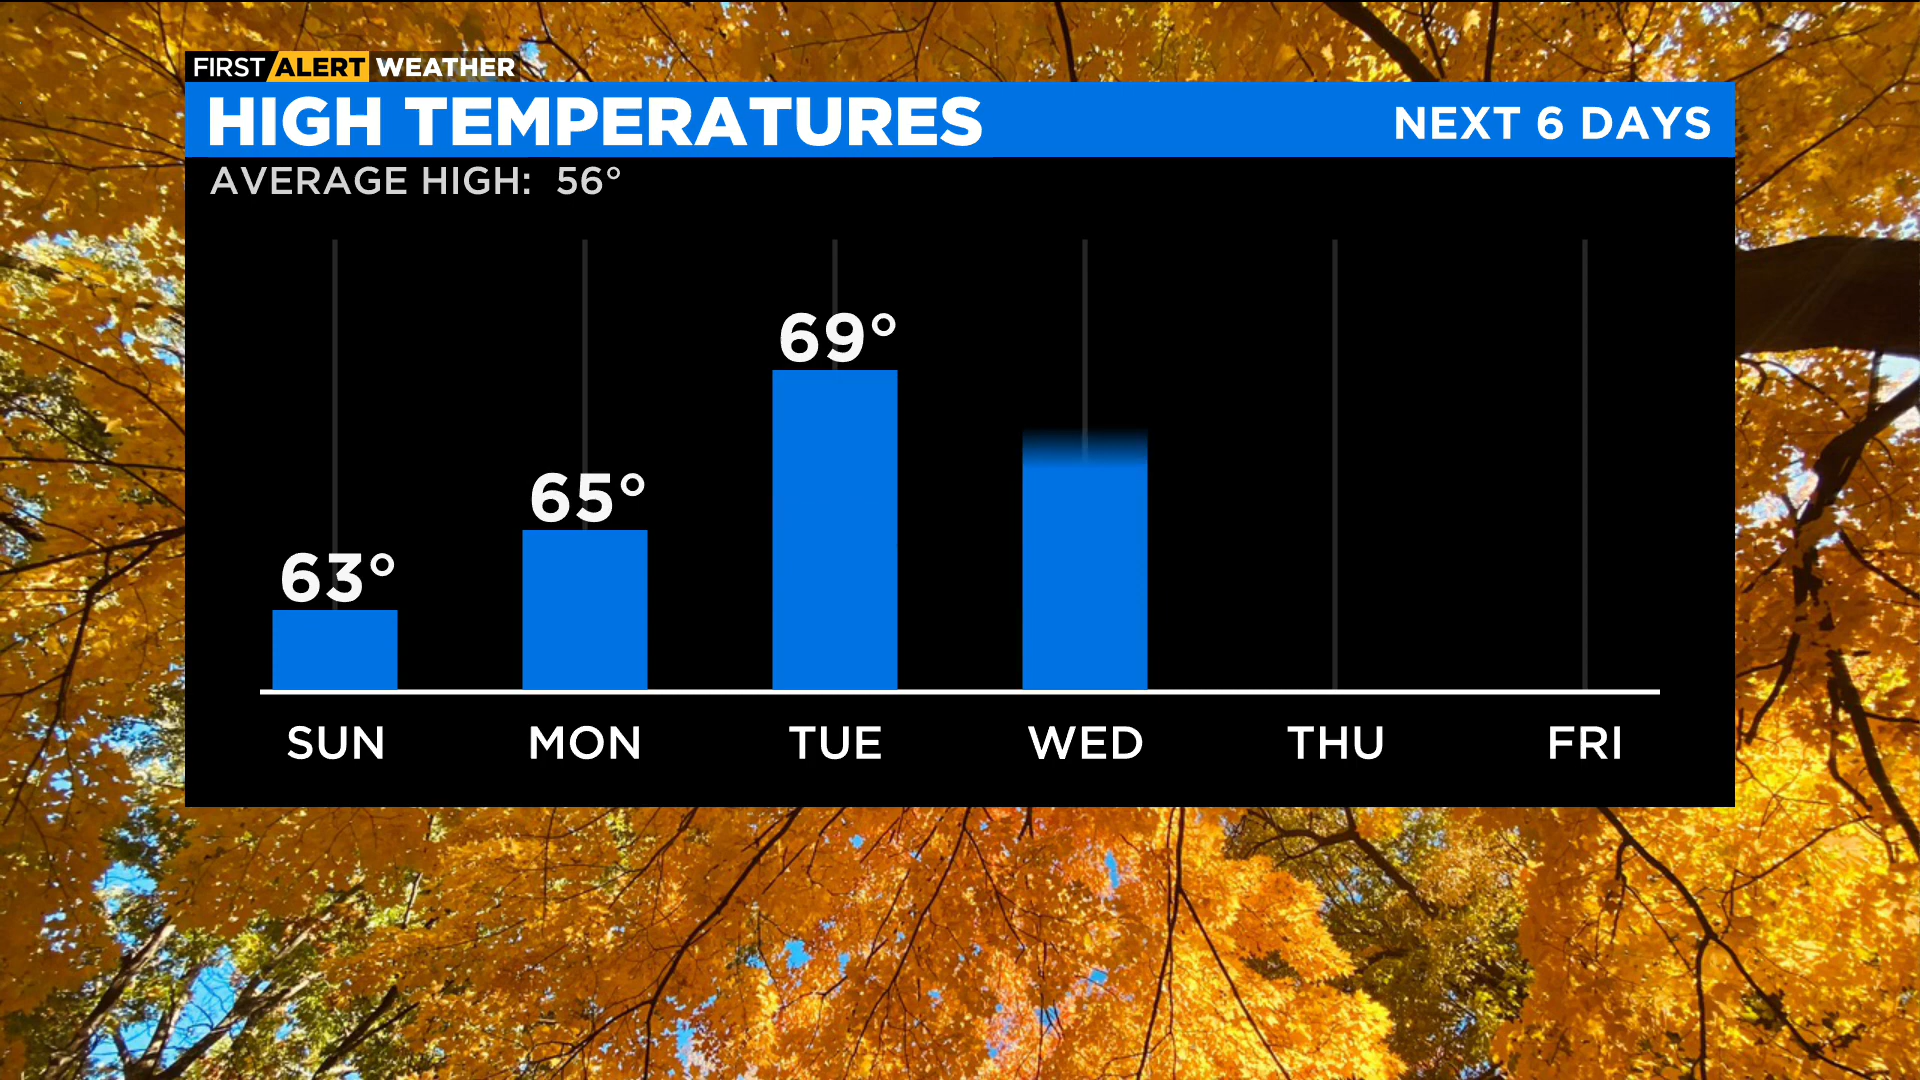 FIRST ALERT WEATHER
HIGH TEMPERATURES
NEXT 6 DAYS
AVERAGE HIGH: 56°
63°
65°
69°
SUN
MON
TUE
WED
THU
FRI